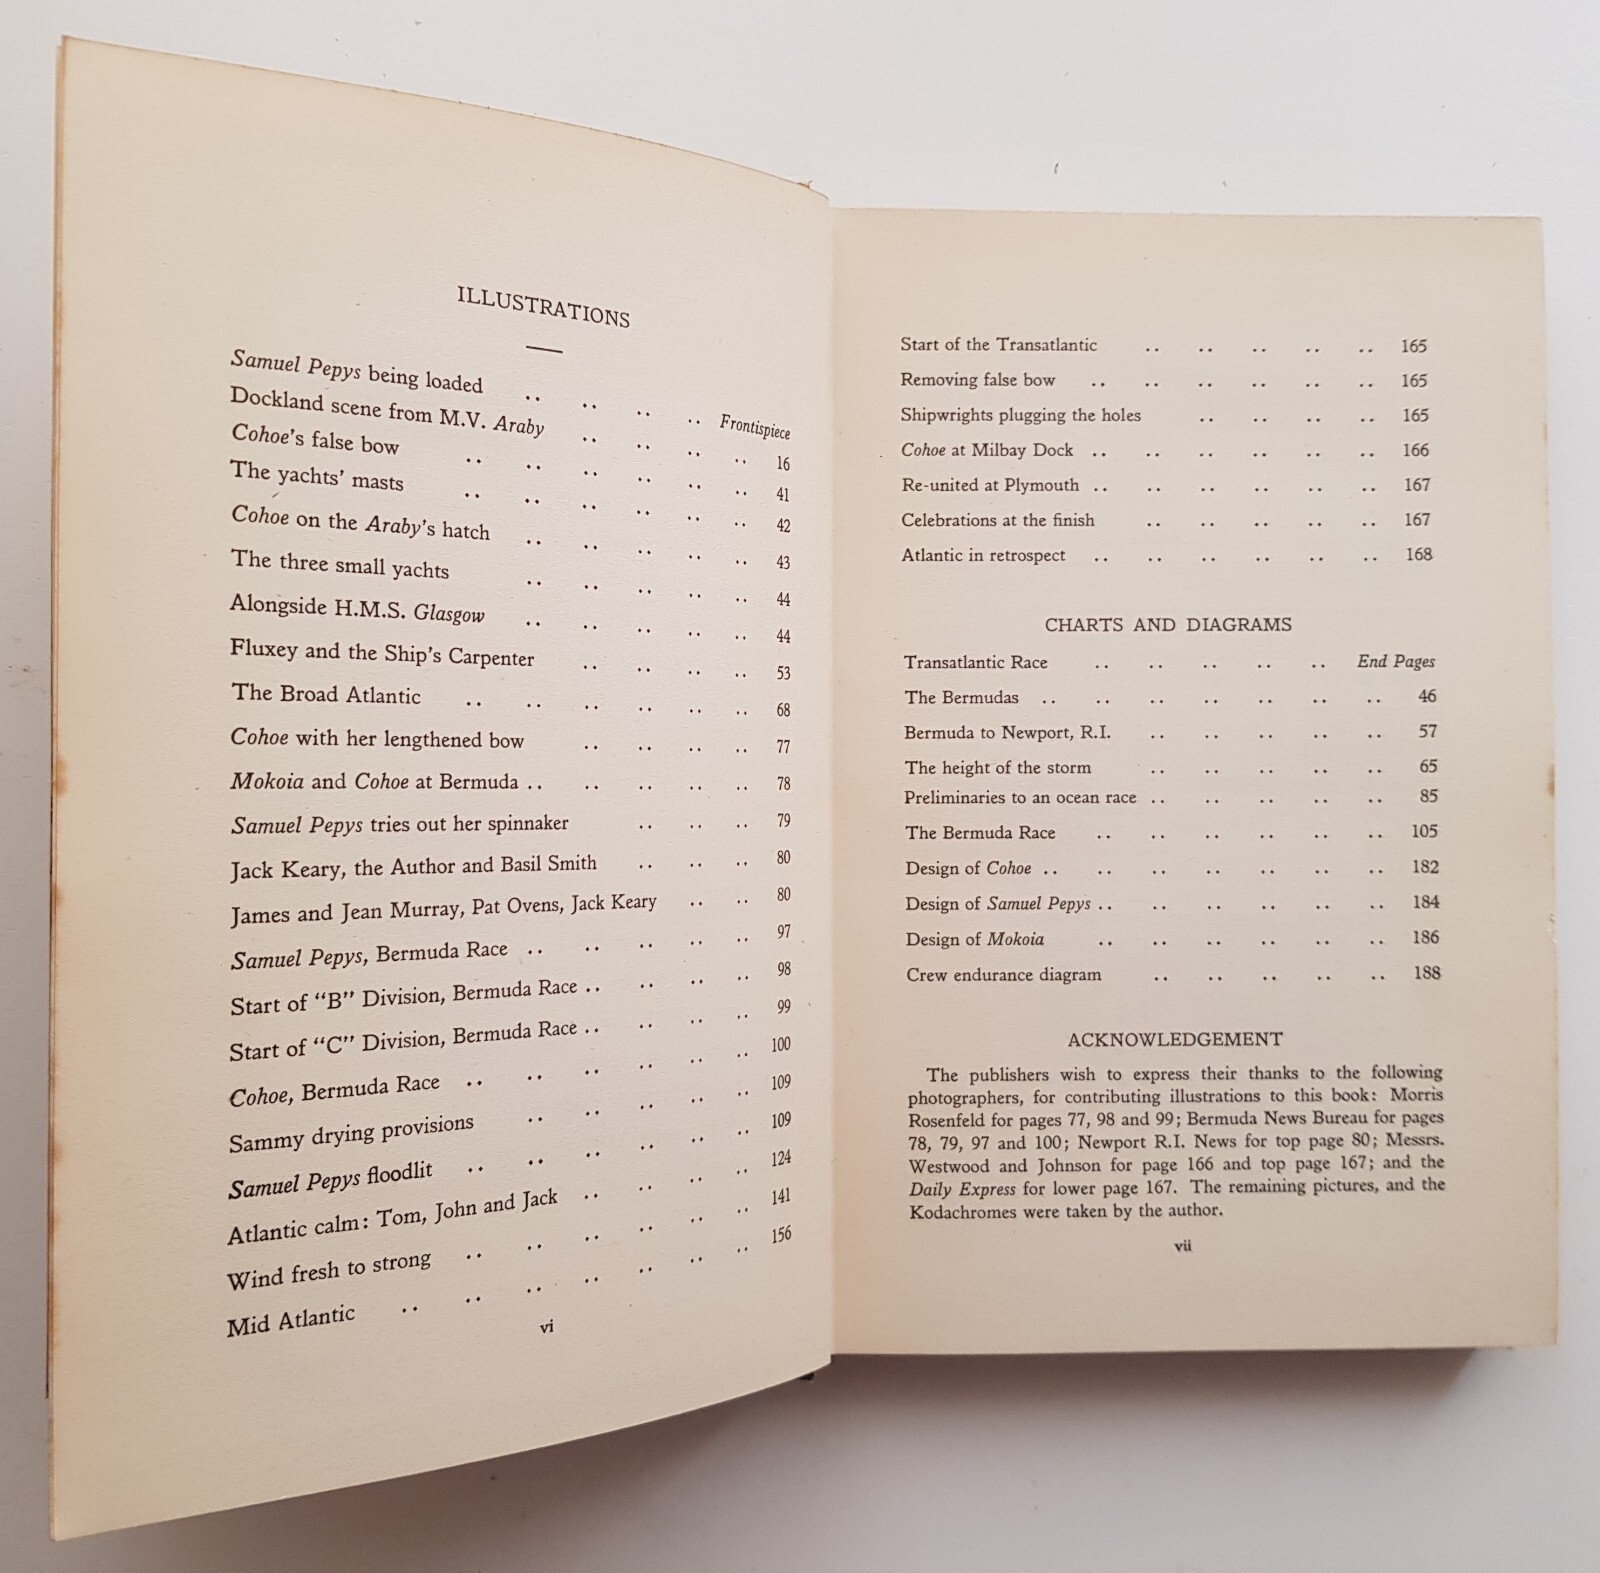 ILLUSTRATIONS
Samuel Pepys being loaded .. .. .. .. Frontispiece
Dockland scene from M.V. Araby .. .. .. .. 16
Cohoe's false bow .. .. .. .. .. .. 41
The yachts' masts .. .. .. .. .. .. 42
Cohoe on the Araby's hatch .. .. .. .. .. 43
The three small yachts .. .. .. .. .. 44
Alongside H.M.S. Glasgow .. .. .. .. .. 44
Fluxey and the Ship's Carpenter .. .. .. .. 53
The Broad Atlantic .. .. .. .. .. .. 68
Cohoe with her lengthened bow .. .. .. .. 77
Mokoia and Cohoe at Bermuda .. .. .. .. .. 78
Samuel Pepys tries out her spinnaker .. .. .. 79
Jack Keary, the Author and Basil Smith .. .. .. 80
James and Jean Murray, Pat Ovens, Jack Keary .. .. 80
Samuel Pepys, Bermuda Race .. .. .. .. .. 97
Start of "B" Division, Bermuda Race .. .. .. .. 98
Start of "C" Division, Bermuda Race .. .. .. .. 99
Cohoe, Bermuda Race .. .. .. .. .. .. 100
Sammy drying provisions .. .. .. .. .. 109
Samuel Pepys floodlit .. .. .. .. .. .. 109
Atlantic calm: Tom, John and Jack .. .. .. .. 124
Wind fresh to strong .. .. .. .. .. .. 141
Mid Atlantic .. .. .. .. .. .. .. 156
vi
Start of the Transatlantic .. .. .. .. .. 165
Removing false bow .. .. .. .. .. .. 165
Shipwrights plugging the holes .. .. .. .. 165
Cohoe at Milbay Dock .. .. .. .. .. .. 166
Re-united at Plymouth .. .. .. .. .. .. 167
Celebrations at the finish .. .. .. .. .. 167
Atlantic in retrospect .. .. .. .. .. .. 168
CHARTS AND DIAGRAMS
Transatlantic Race .. .. .. .. .. End Pages
The Bermudas .. .. .. .. .. .. .. 46
Bermuda to Newport, R.I. .. .. .. .. .. 57
The height of the storm .. .. .. .. .. 65
Preliminaries to an ocean race .. .. .. .. .. 85
The Bermuda Race .. .. .. .. .. .. 105
Design of Cohoe .. .. .. .. .. .. .. 182
Design of Samuel Pepys .. .. .. .. .. .. 184
Design of Mokoia .. .. .. .. .. .. 186
Crew endurance diagram .. .. .. .. .. 188
ACKNOWLEDGEMENT
The publishers wish to express their thanks to the following
photographers, for contributing illustrations to this book: Morris
Rosenfeld for pages 77, 98 and 99; Bermuda News Bureau for pages
78, 79, 97 and 100; Newport R.I. News for top page 80; Messrs.
Westwood and Johnson for page 166 and top page 167; and the
Daily Express for lower page 167. The remaining pictures, and the
Kodachromes were taken by the author.
vii